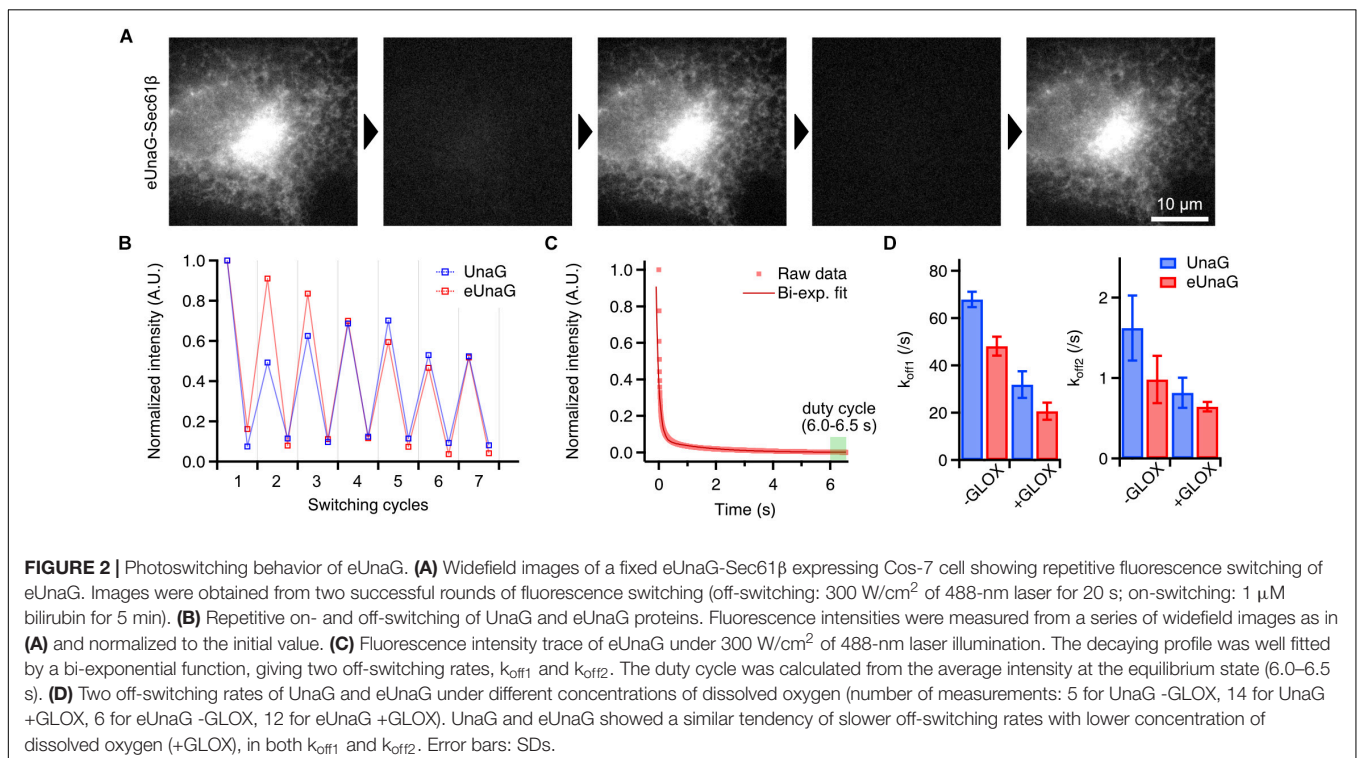 A
eUnaG-Sec61β
10 μm
B
Normalized intensity (A.U.)
1.0
0.8
0.6
0.4
0.2
0.0
UnaG
eUnaG
1 2 3 4 5 6 7
Switching cycles
C
Normalized intensity (A.U.)
1.0
0.8
0.6
0.4
0.2
0.0
Raw data
Bi-exp. fit
duty cycle
(6.0-6.5 s)
0 2 4 6
Time (s)
D
UnaG
eUnaG
koff1 (/s)
80
60
40
20
0
-GLOX +GLOX
koff2 (/s)
2
1
0
-GLOX +GLOX
FIGURE 2 | Photoswitching behavior of eUnaG. (A) Widefield images of a fixed eUnaG-Sec61β expressing Cos-7 cell showing repetitive fluorescence switching of
eUnaG. Images were obtained from two successful rounds of fluorescence switching (off-switching: 300 W/cm² of 488-nm laser for 20 s; on-switching: 1 μM
bilirubin for 5 min). (B) Repetitive on- and off-switching of UnaG and eUnaG proteins. Fluorescence intensities were measured from a series of widefield images as in
(A) and normalized to the initial value. (C) Fluorescence intensity trace of eUnaG under 300 W/cm² of 488-nm laser illumination. The decaying profile was well fitted
by a bi-exponential function, giving two off-switching rates, koff1 and koff2. The duty cycle was calculated from the average intensity at the equilibrium state (6.0–6.5
s). (D) Two off-switching rates of UnaG and eUnaG under different concentrations of dissolved oxygen (number of measurements: 5 for UnaG -GLOX, 14 for UnaG
+GLOX, 6 for eUnaG -GLOX, 12 for eUnaG +GLOX). UnaG and eUnaG showed a similar tendency of slower off-switching rates with lower concentration of
dissolved oxygen (+GLOX), in both koff1 and koff2. Error bars: SDs.